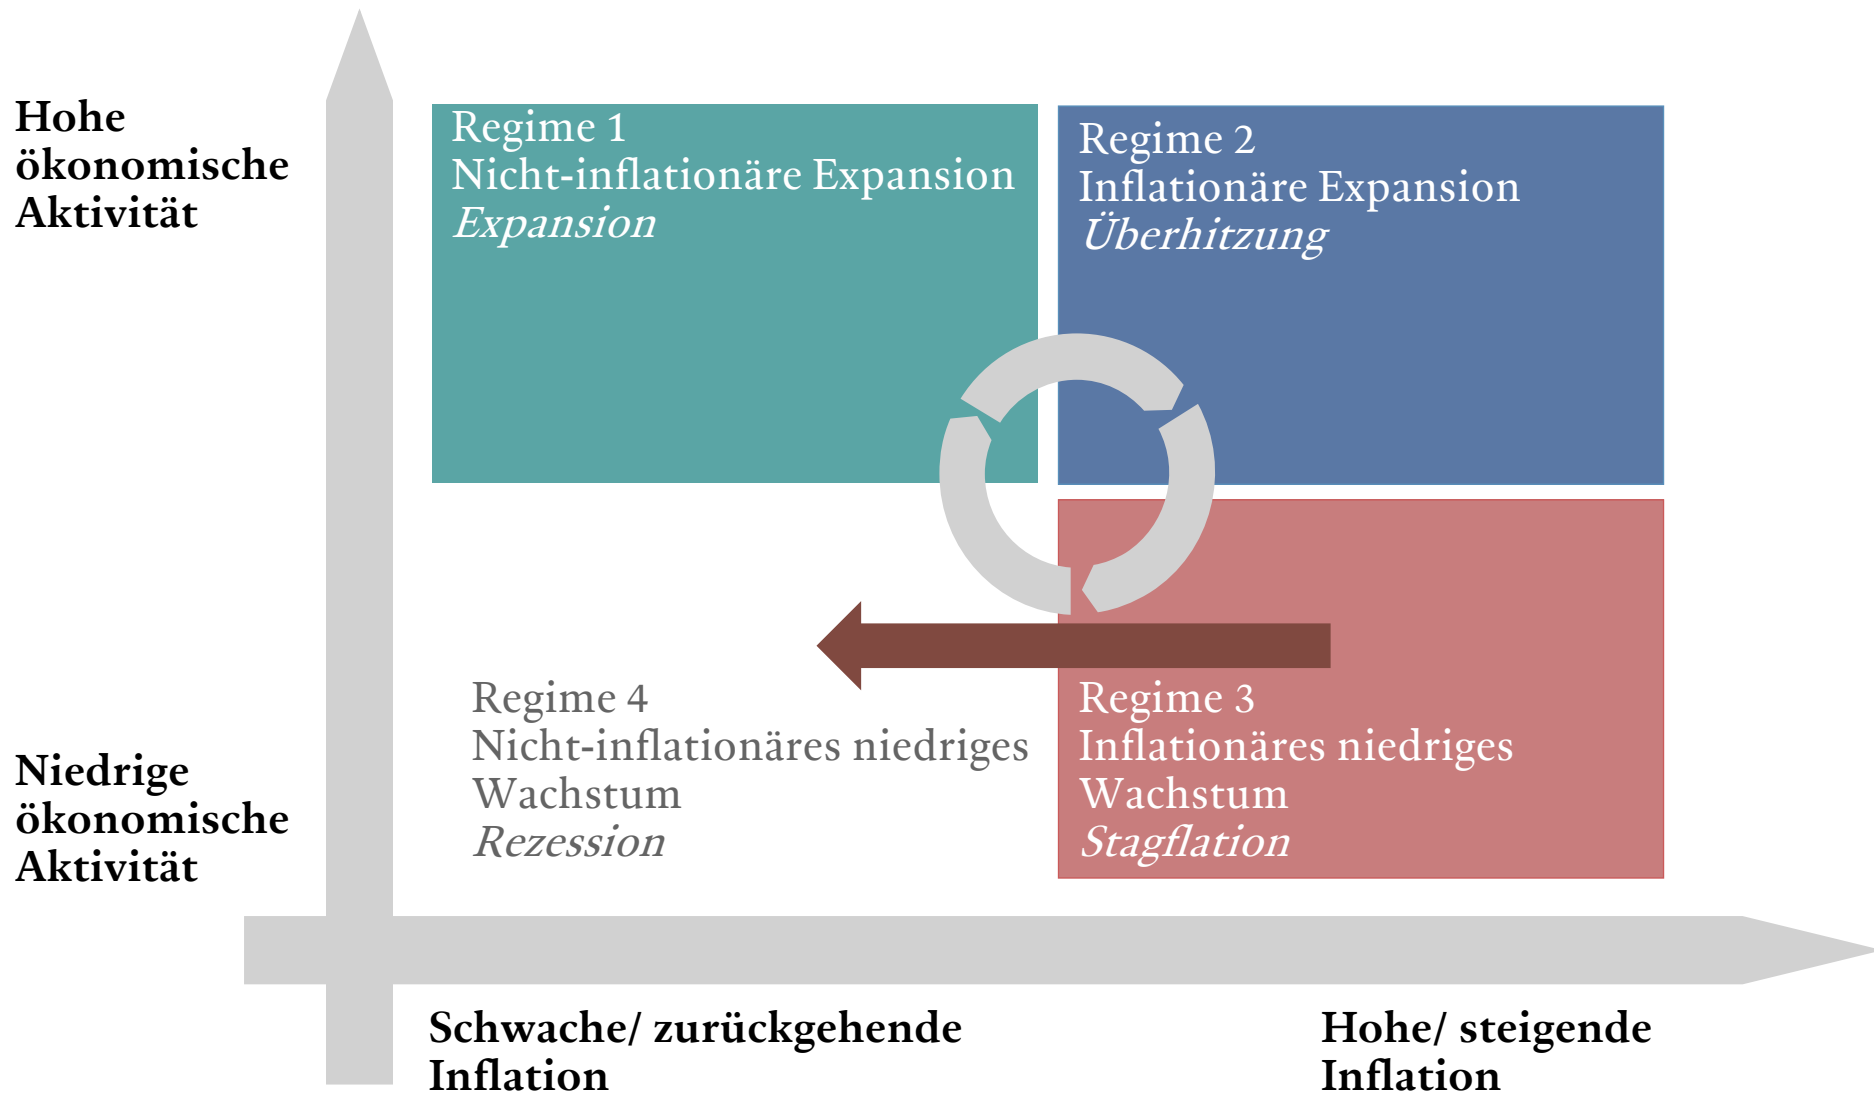 Hohe
ökonomische
Aktivität
Regime 1
Nicht-inflationäre Expansion
Expansion
Regime 2
Inflationäre Expansion
Überhitzung
Niedrige
ökonomische
Aktivität
Regime 4
Nicht-inflationäres niedriges
Wachstum
Rezession
Regime 3
Inflationäres niedriges
Wachstum
Stagflation
Schwache/ zurückgehende
Inflation
Hohe/ steigende
Inflation